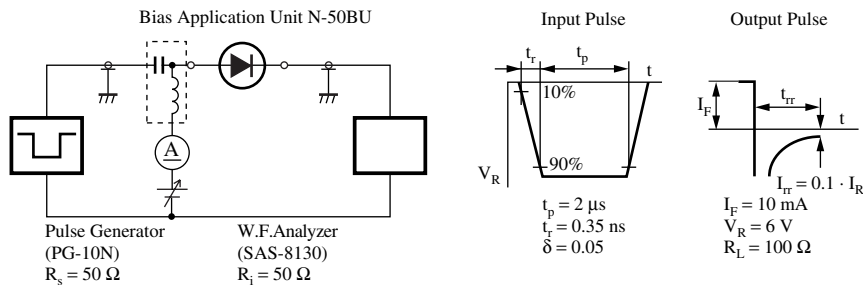 Bias Application Unit N-50BU
A
Pulse Generator
(PG-10N)
R_s = 50 Ω
W.F.Analyzer
(SAS-8130)
R_i = 50 Ω
Input Pulse
t_r
t_p
t
10%
90%
V_R
t_p = 2 μs
t_r = 0.35 ns
δ = 0.05
Output Pulse
I_F
t_rr
t
I_rr = 0.1 · I_R
I_F = 10 mA
V_R = 6 V
R_L = 100 Ω